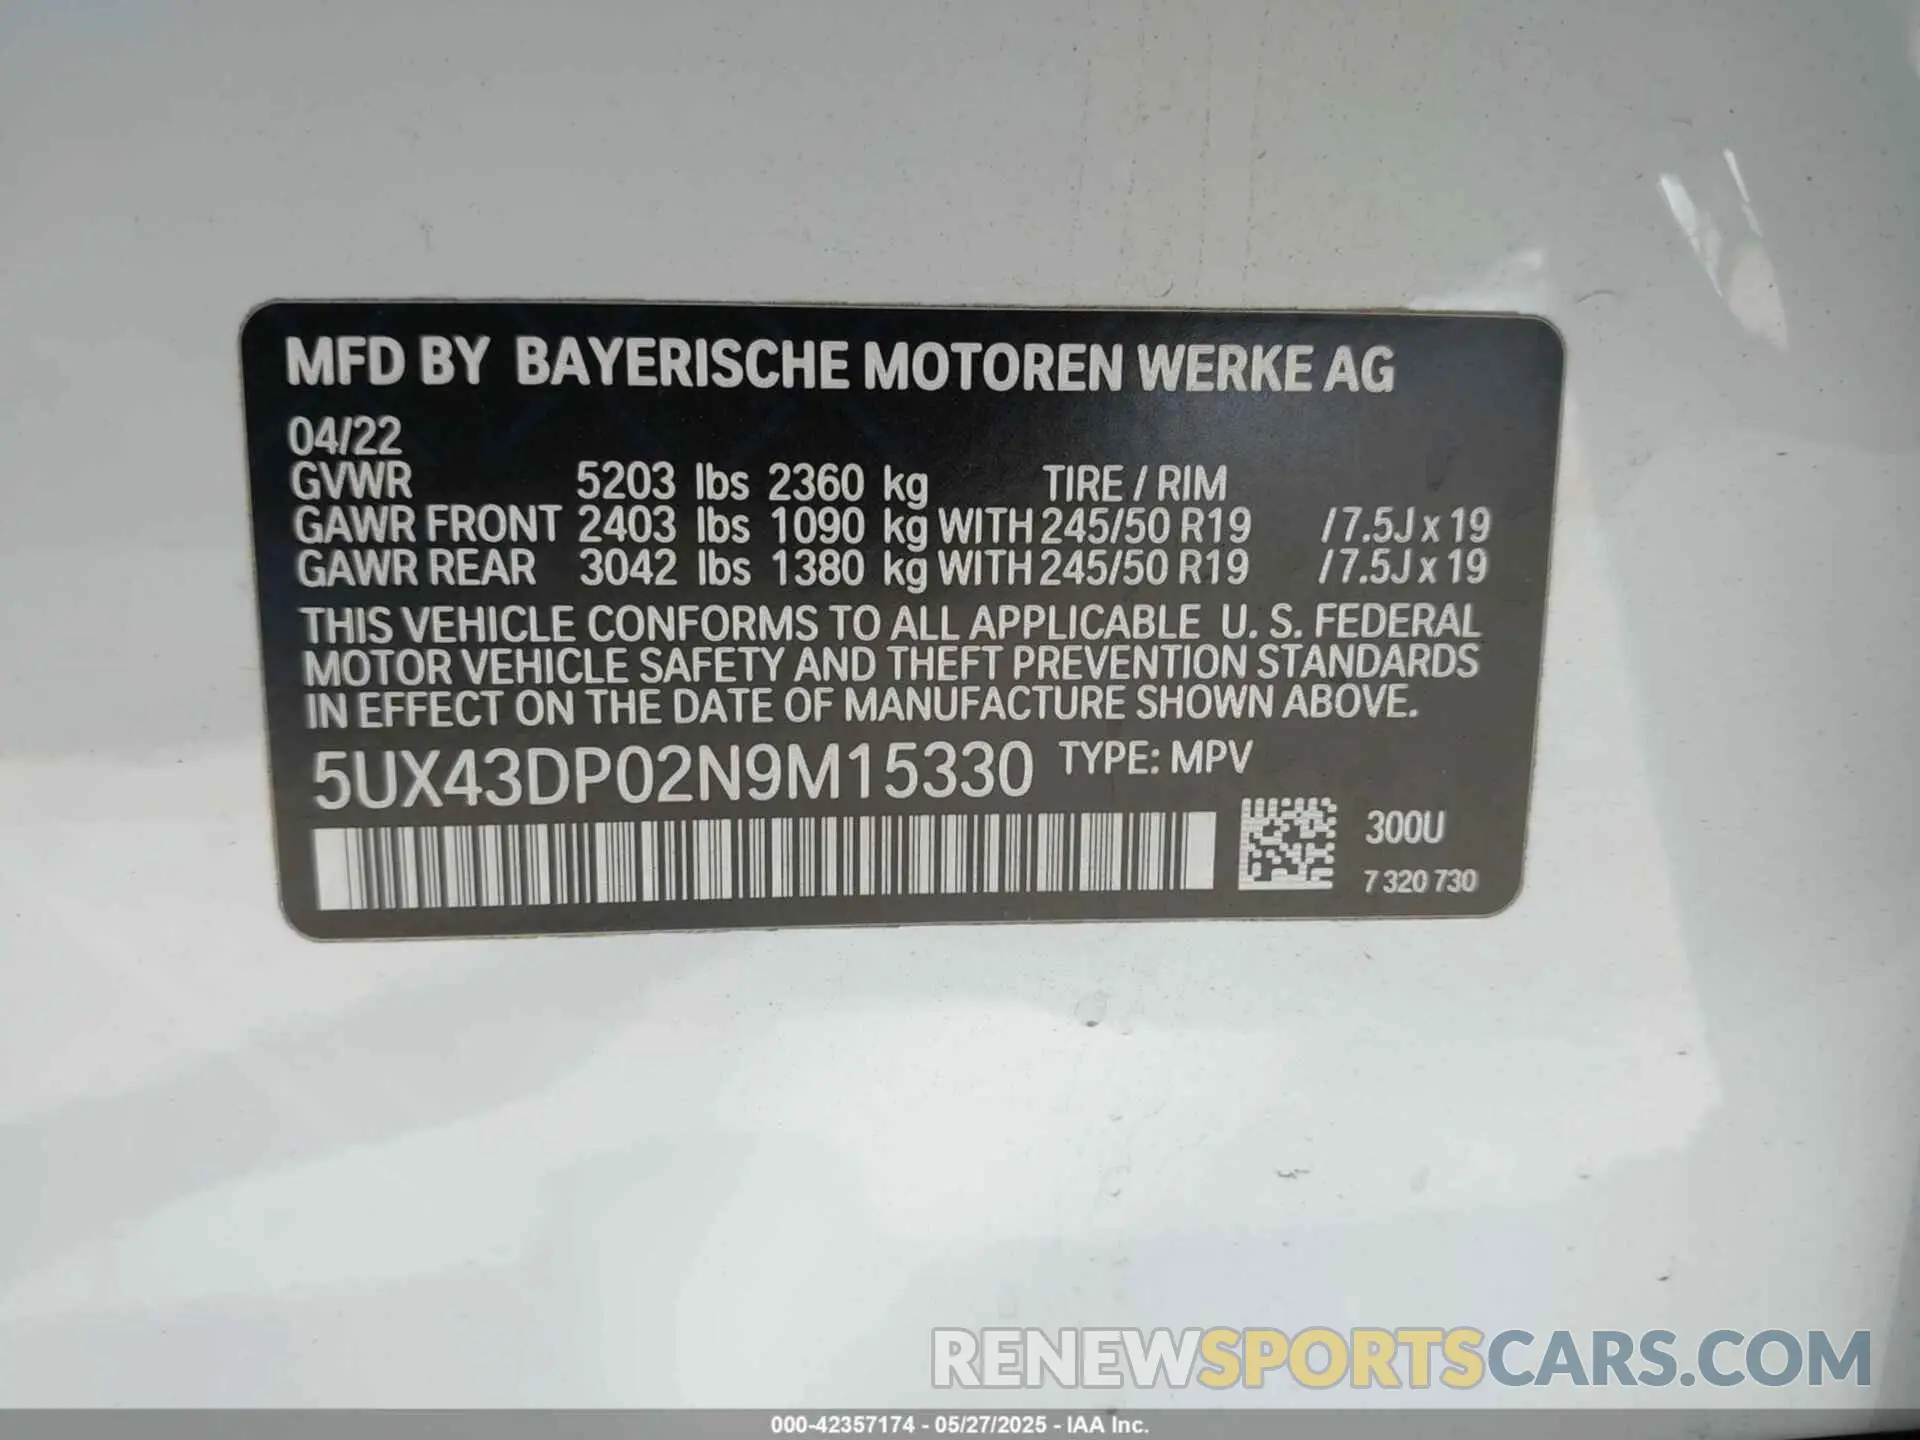 MFD BY BAYERISCHE MOTOREN WERKE AG
04/22
GVWR 5203 lbs 2360 kg TIRE / RIM
GAWR FRONT 2403 lbs 1090 kg WITH 245/50 R19 /7.5J x 19
GAWR REAR 3042 lbs 1380 kg WITH 245/50 R19 /7.5J x 19
THIS VEHICLE CONFORMS TO ALL APPLICABLE U. S. FEDERAL
MOTOR VEHICLE SAFETY AND THEFT PREVENTION STANDARDS
IN EFFECT ON THE DATE OF MANUFACTURE SHOWN ABOVE.
5UX43DP02N9M15330 TYPE: MPV
300U
7 320 730
RENEWSPORTSCARS.COM
000-42357174 - 05/27/2025 - IAA Inc.